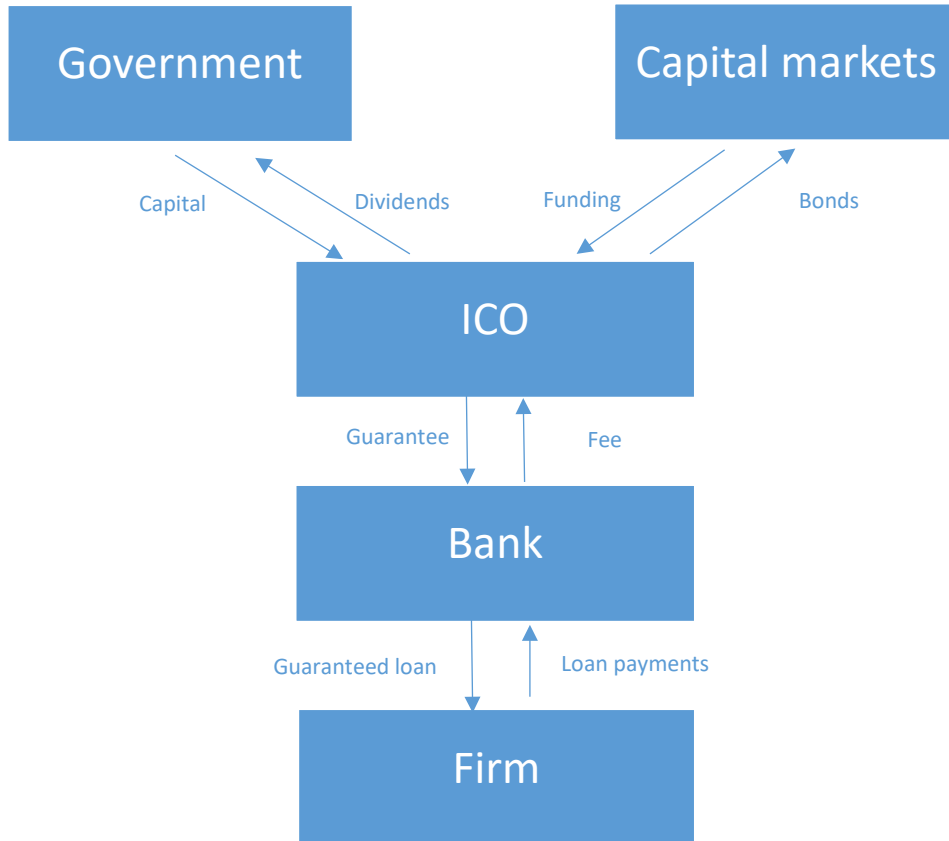 Government
Capital markets
Capital
Dividends
Funding
Bonds
ICO
Guarantee
Fee
Bank
Guaranteed loan
Loan payments
Firm